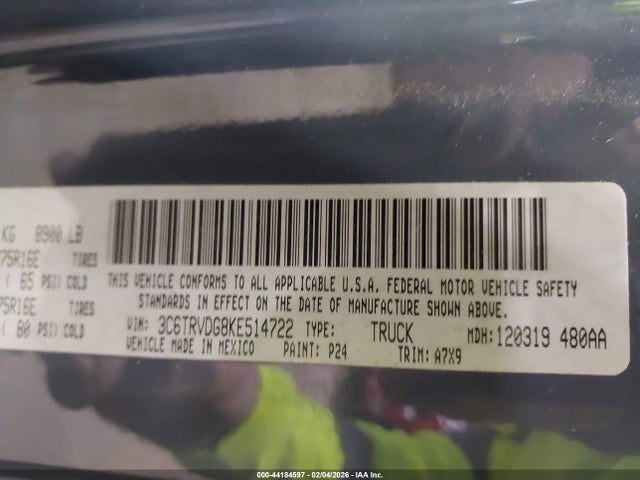 KG 8900 LB
75R16E TIRES
( 65 PSI) COLD
75R16E TIRES
( 80 PSI) COLD
THIS VEHICLE CONFORMS TO ALL APPLICABLE U.S.A. FEDERAL MOTOR VEHICLE SAFETY
STANDARDS IN EFFECT ON THE DATE OF MANUFACTURE SHOWN ABOVE.
VIN: 3C6TRVDG8KE514722 TYPE: TRUCK MDH: 120319 480AA
VEHICLE MADE IN MEXICO PAINT: P24 TRIM: A7X9
000-44184597 - 02/04/2026 - IAA Inc.